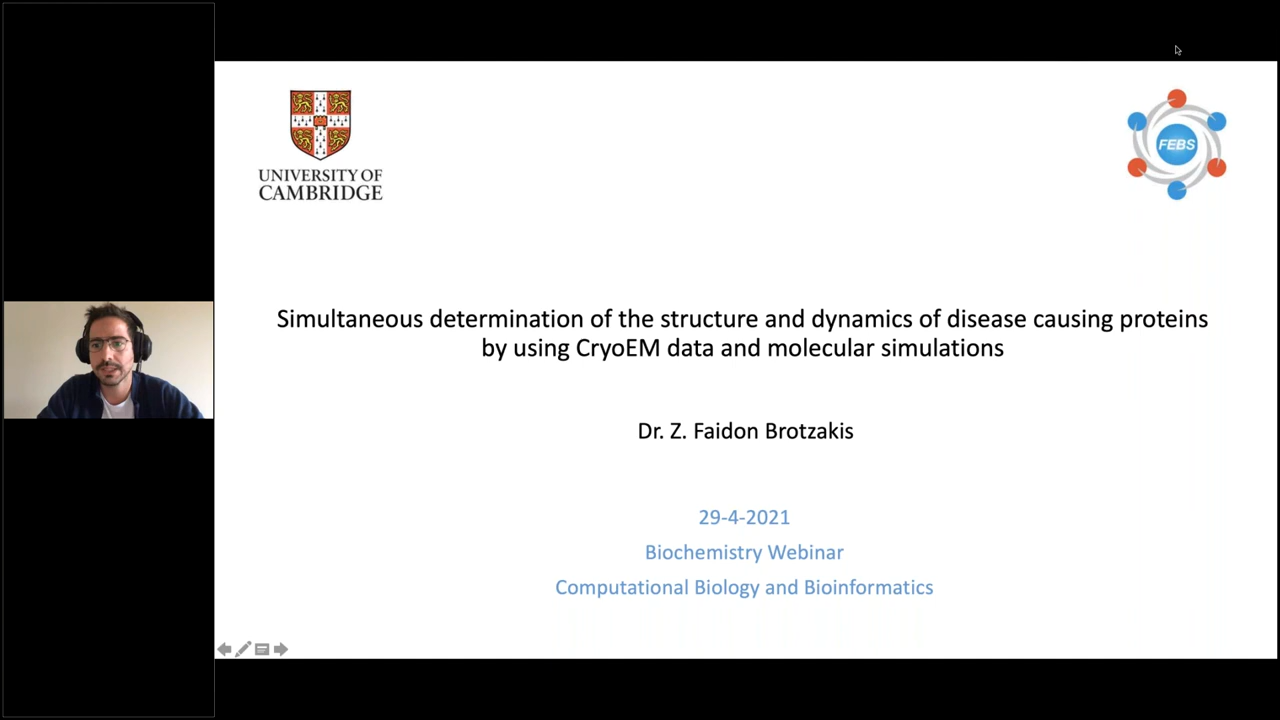 UNIVERSITY OF
CAMBRIDGE
FEBS
Simultaneous determination of the structure and dynamics of disease causing proteins
by using CryoEM data and molecular simulations
Dr. Z. Faidon Brotzakis
29-4-2021
Biochemistry Webinar
Computational Biology and Bioinformatics